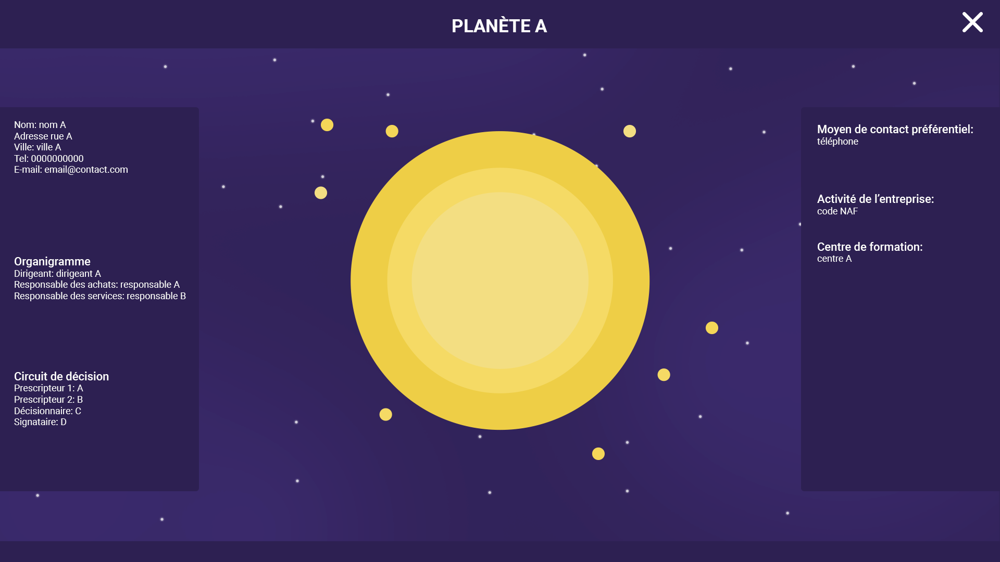 PLANÈTE A
Nom: nom A
Adresse rue A
Ville: ville A
Tel: 0000000000
E-mail: email@contact.com
Organigramme
Dirigeant: dirigeant A
Responsable des achats: responsable A
Responsable des services: responsable B
Circuit de décision
Prescripteur 1: A
Prescripteur 2: B
Décisionnaire: C
Signataire: D
Moyen de contact préférentiel:
téléphone
Activité de l’entreprise:
code NAF
Centre de formation:
centre A